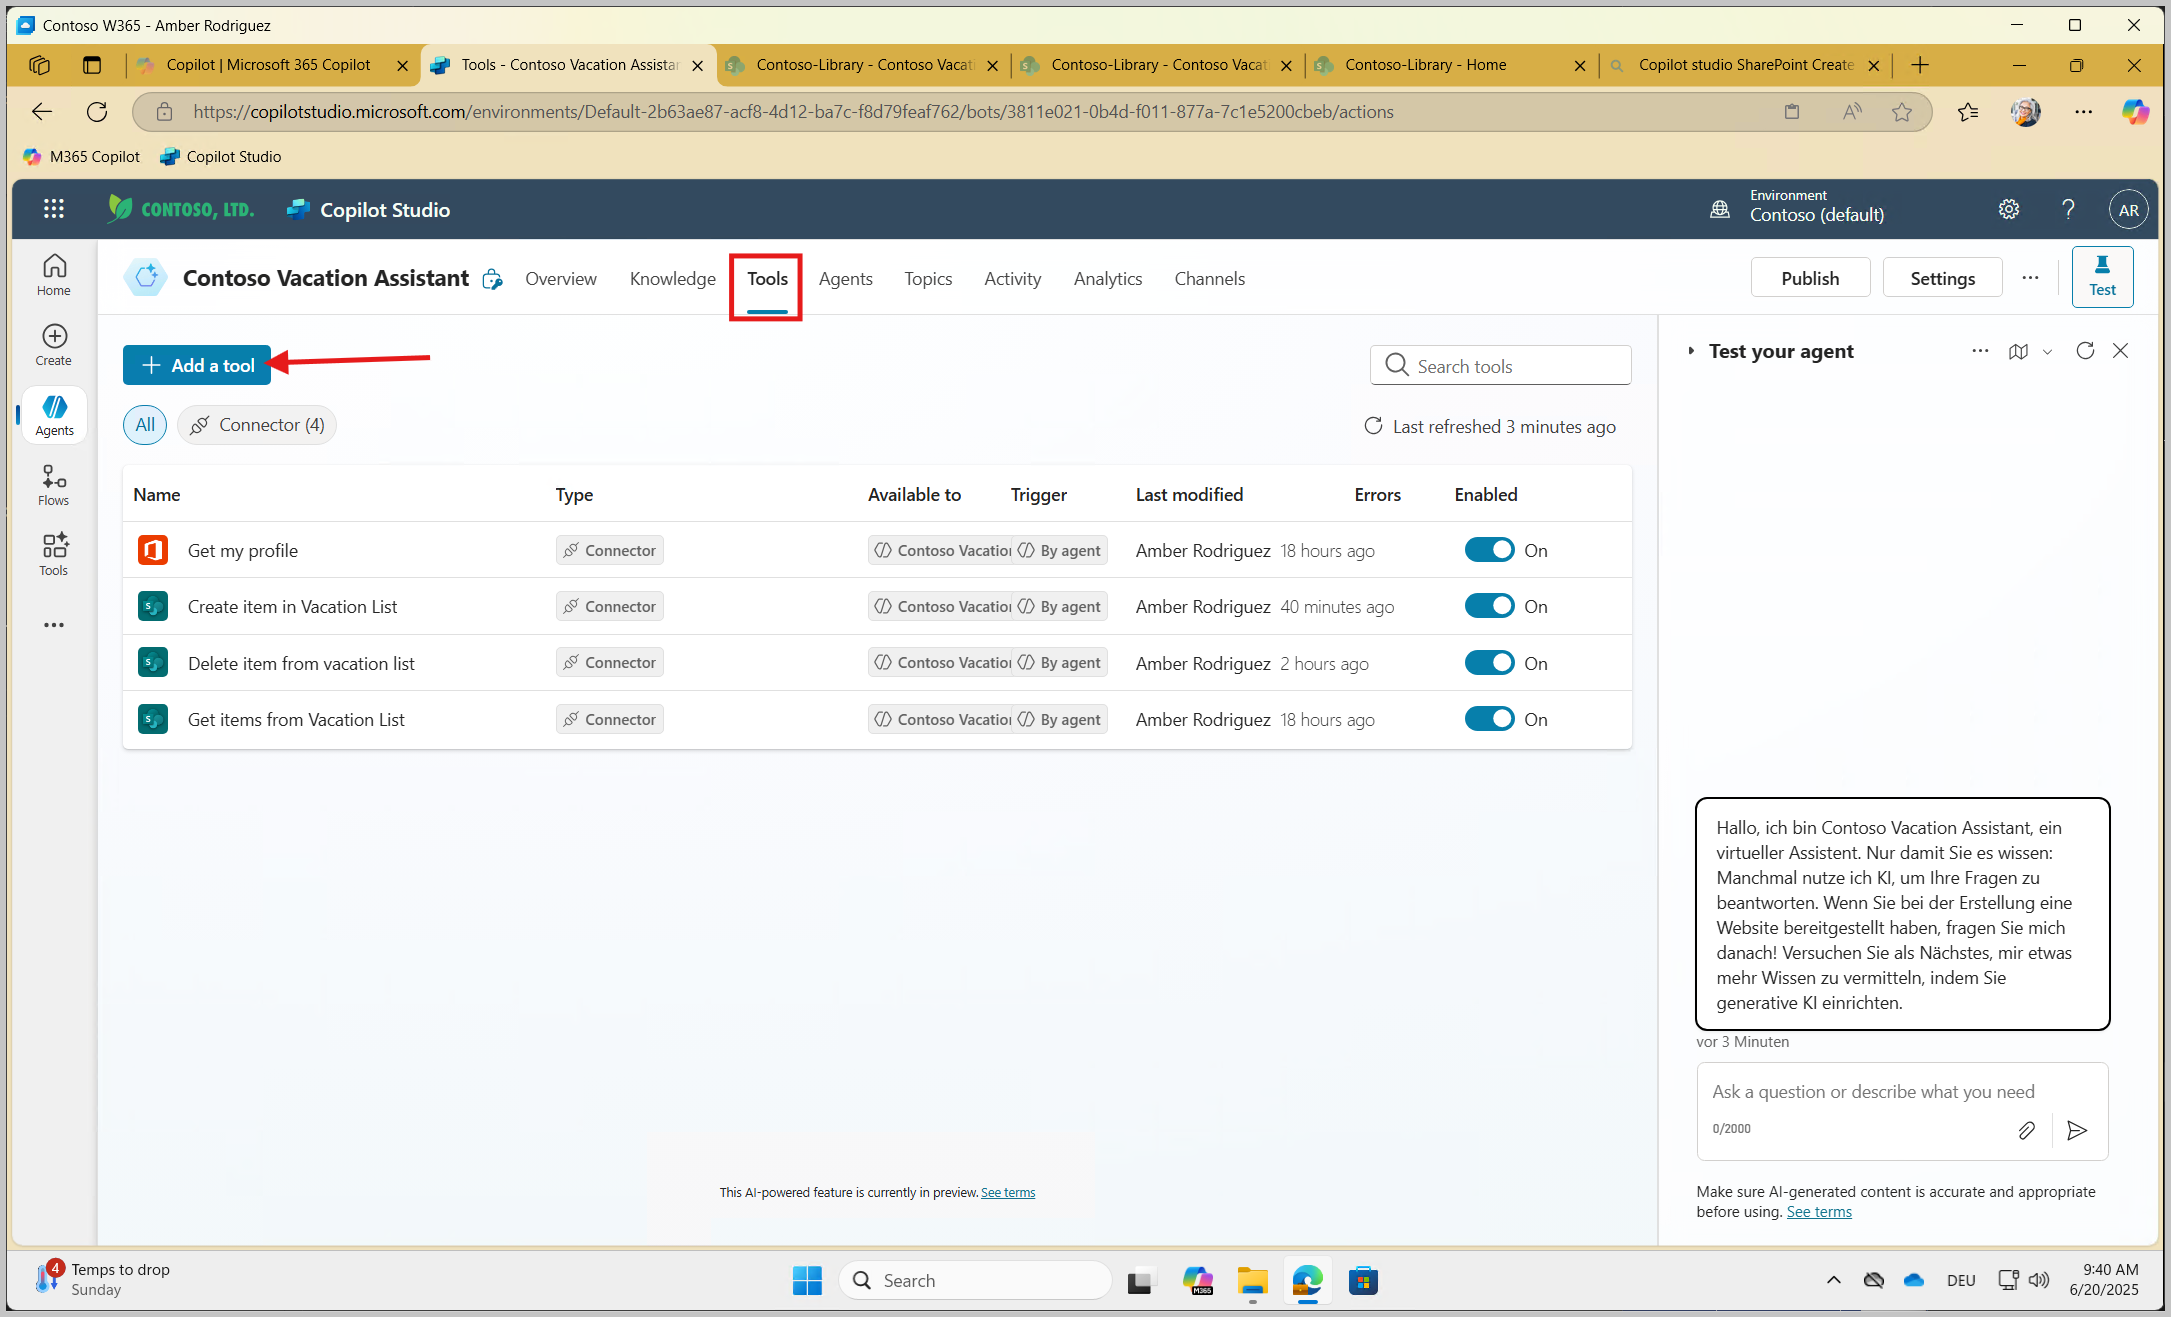 Contoso W365 - Amber Rodriguez
Copilot | Microsoft 365 Copilot
Tools - Contoso Vacation Assistan
Contoso-Library - Contoso Vacati
Contoso-Library - Contoso Vacat
Contoso-Library - Home
Copilot studio SharePoint Create
https://copilotstudio.microsoft.com/environments/Default-2b63ae87-acf8-4d12-ba7c-f8d79feaf762/bots/3811e021-0b4d-f011-877a-7c1e5200cbeb/actions
M365 Copilot
Copilot Studio
CONTOSO, LTD.
Copilot Studio
Environment
Contoso (default)
AR
Home
Create
Agents
Flows
Tools
Contoso Vacation Assistant
Overview
Knowledge
Tools
Agents
Topics
Activity
Analytics
Channels
Publish
Settings
Test
Add a tool
Search tools
All
Connector (4)
Last refreshed 3 minutes ago
Name Type Available to Trigger Last modified Errors Enabled
Get my profile Connector Contoso Vacation By agent Amber Rodriguez 18 hours ago On
Create item in Vacation List Connector Contoso Vacation By agent Amber Rodriguez 40 minutes ago On
Delete item from vacation list Connector Contoso Vacation By agent Amber Rodriguez 2 hours ago On
Get items from Vacation List Connector Contoso Vacation By agent Amber Rodriguez 18 hours ago On
This AI-powered feature is currently in preview. See terms
Test your agent
Hallo, ich bin Contoso Vacation Assistant, ein
virtueller Assistent. Nur damit Sie es wissen:
Manchmal nutze ich KI, um Ihre Fragen zu
beantworten. Wenn Sie bei der Erstellung eine
Website bereitgestellt haben, fragen Sie mich
danach! Versuchen Sie als Nächstes, mir etwas
mehr Wissen zu vermitteln, indem Sie
generative KI einrichten.
vor 3 Minuten
Ask a question or describe what you need
0/2000
Make sure AI-generated content is accurate and appropriate
before using. See terms
4
Temps to drop
Sunday
Search
M365
DEU
9:40 AM
6/20/2025